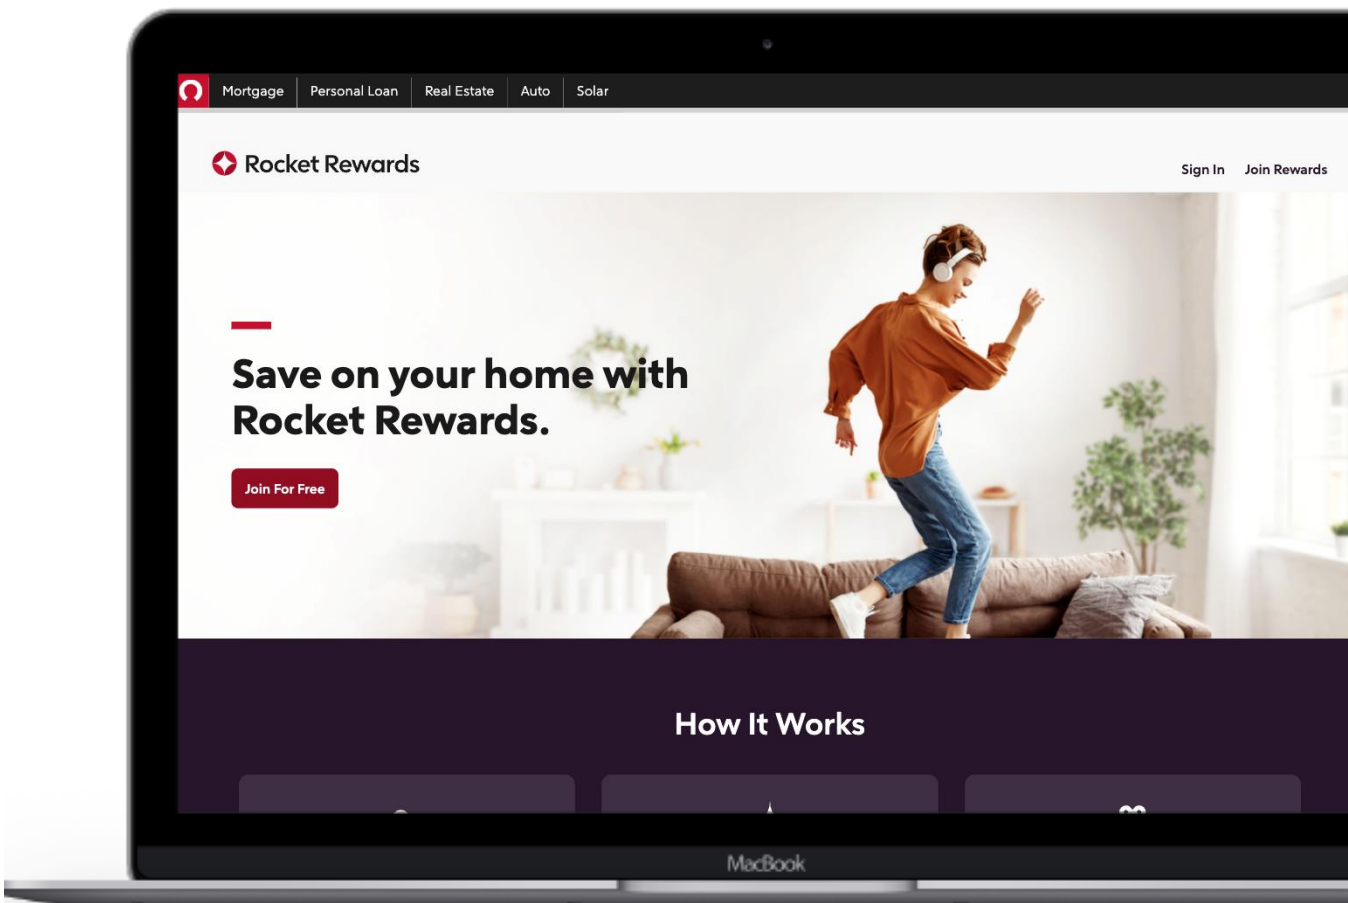 Mortgage
Personal Loan
Real Estate
Auto
Solar
Rocket Rewards
Sign In
Join Rewards
Save on your home with
Rocket Rewards.
Join For Free
How It Works
MacBook